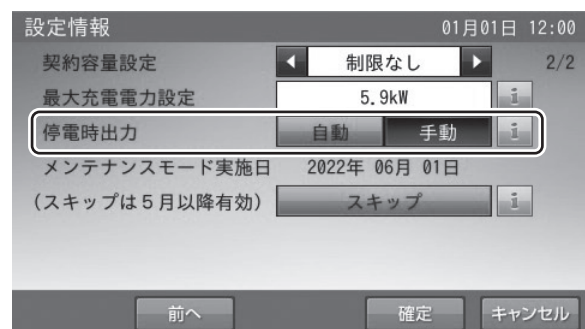 設定情報 01月01日 12:00
契約容量設定 ◀ 制限なし ▶ 2/2
最大充電電力設定 5.9kW i
停電時出力 自動 手動 i
メンテナンスモード実施日 2022年 06月 01日
(スキップは5月以降有効) スキップ i
前へ 確定 キャンセル